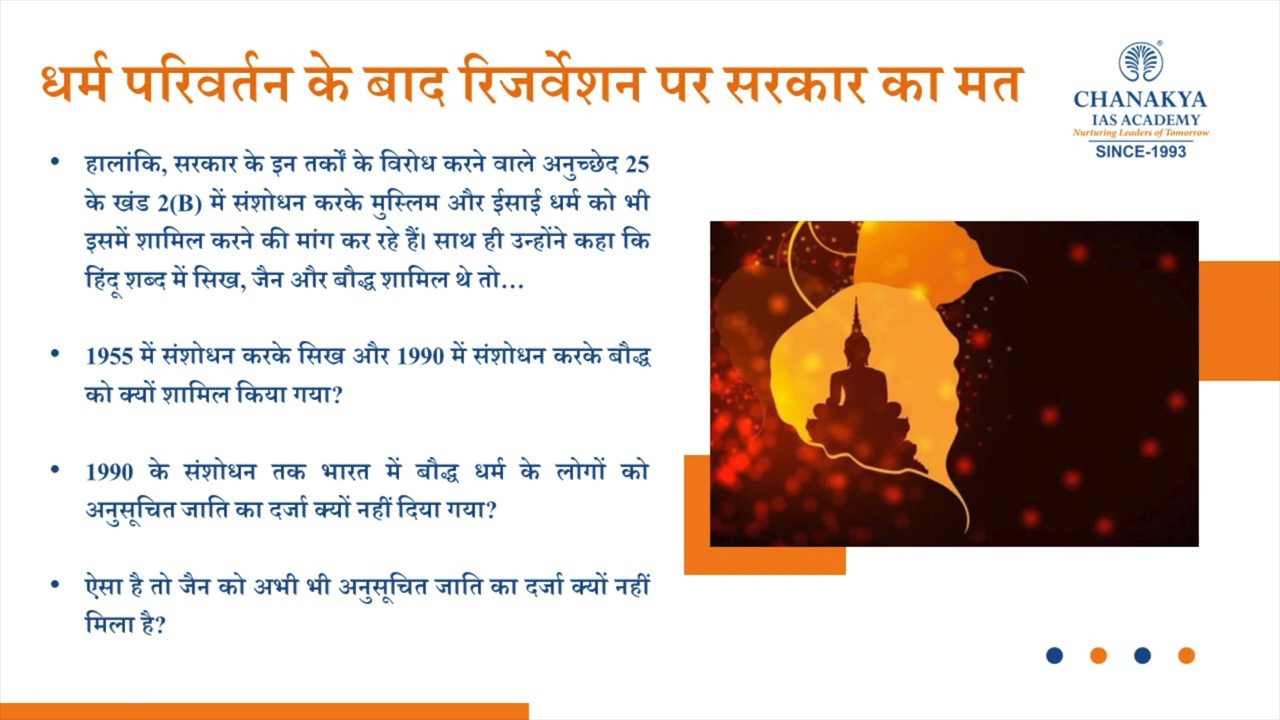 धर्म परिवर्तन के बाद रिजर्वेशन पर सरकार का मत
CHANAKYA
IAS ACADEMY
Nurturing Leaders of Tomorrow
SINCE-1993
• हालांकि, सरकार के इन तर्कों के विरोध करने वाले अनुच्छेद 25
के खंड 2(B) में संशोधन करके मुस्लिम और ईसाई धर्म को भी
इसमें शामिल करने की मांग कर रहे हैं। साथ ही उन्होंने कहा कि
हिंदू शब्द में सिख, जैन और बौद्ध शामिल थे तो...
• 1955 में संशोधन करके सिख और 1990 में संशोधन करके बौद्ध
को क्यों शामिल किया गया?
• 1990 के संशोधन तक भारत में बौद्ध धर्म के लोगों को
अनुसूचित जाति का दर्जा क्यों नहीं दिया गया?
• ऐसा है तो जैन को अभी भी अनुसूचित जाति का दर्जा क्यों नहीं
मिला है?